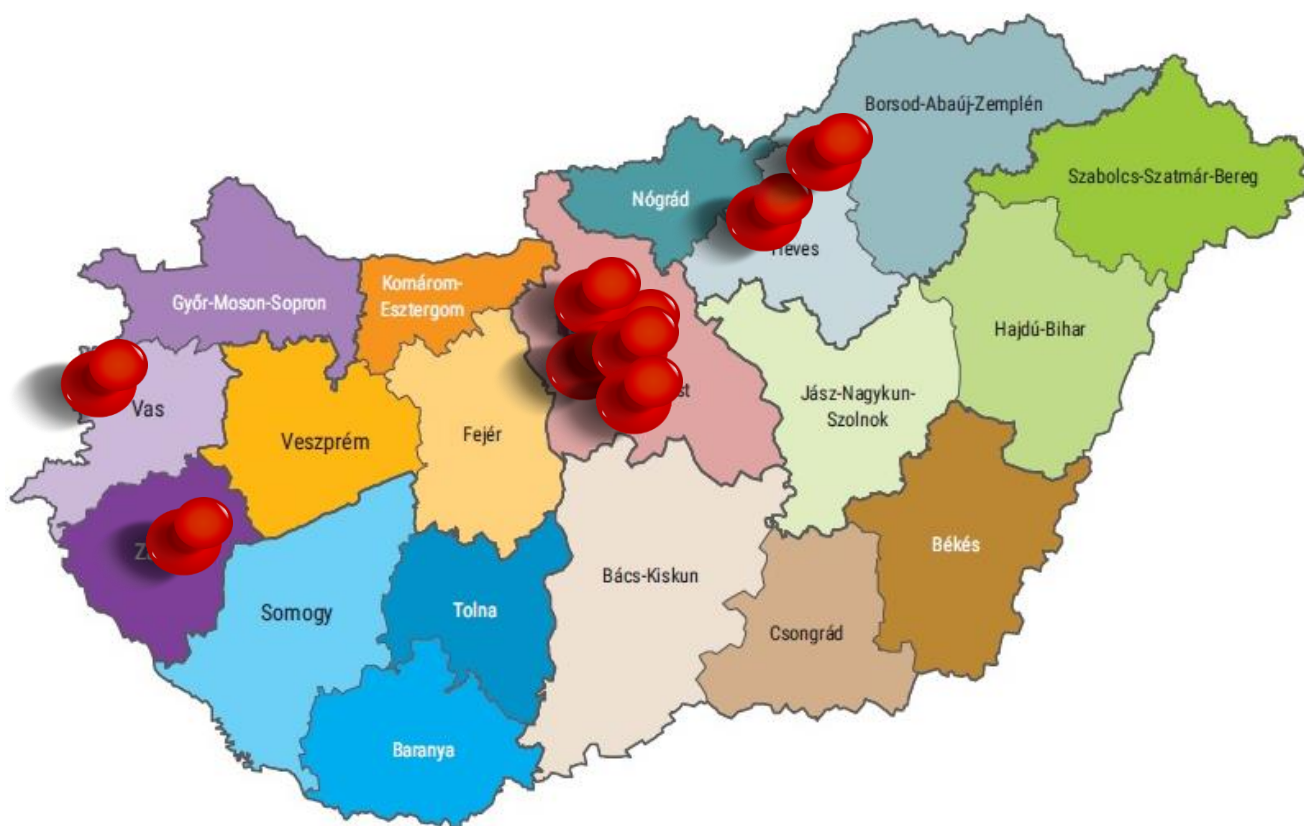 Borsod-Abaúj-Zemplén
Szabolcs-Szatmár-Bereg
Nógrád
Komárom-
Esztergom
Győr-Moson-Sopron
Hajdú-Bihar
Jász-Nagykun-
Szolnok
Vas
Veszprém
Fejér
Békés
Bács-Kiskun
Somogy
Tolna
Csongrád
Baranya